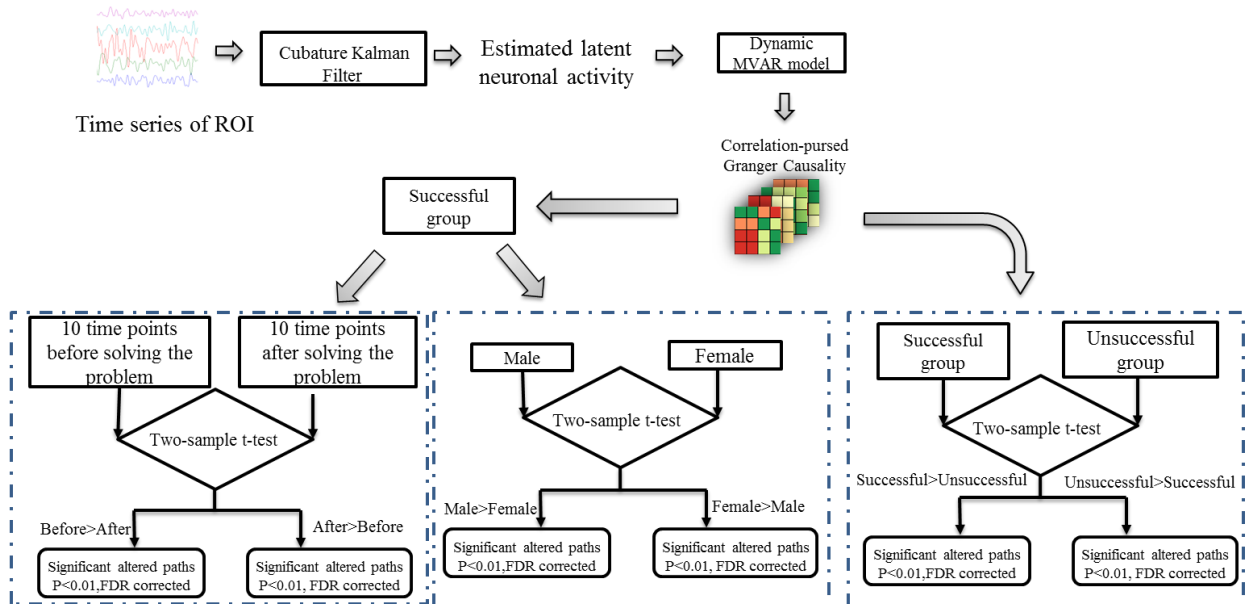 Time series of ROI
Cubature Kalman
Filter
Estimated latent
neuronal activity
Dynamic
MVAR model
Correlation-pursed
Granger Causality
Successful
group
10 time points
before solving the
problem
10 time points
after solving the
problem
Two-sample t-test
Before>After
After>Before
Significant altered paths
P<0.01,FDR corrected
Significant altered paths
P<0.01, FDR corrected
Male
Female
Two-sample t-test
Male>Female
Female>Male
Significant altered paths
P<0.01,FDR corrected
Significant altered paths
P<0.01, FDR corrected
Successful
group
Unsuccessful
group
Two-sample t-test
Successful>Unsuccessful
Unsuccessful>Successful
Significant altered paths
P<0.01,FDR corrected
Significant altered paths
P<0.01, FDR corrected